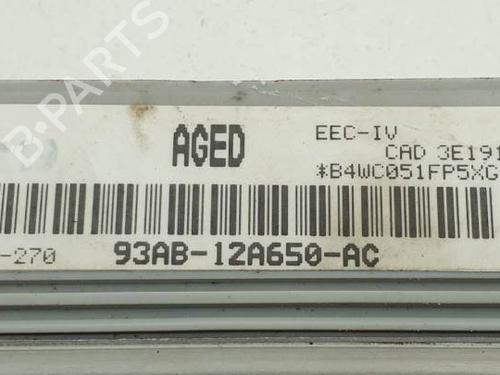 B-PARTS
AGED
EEC-IV
CAD 3E191
*B4WC051FP5XG
-270
93AB-12A650-AC